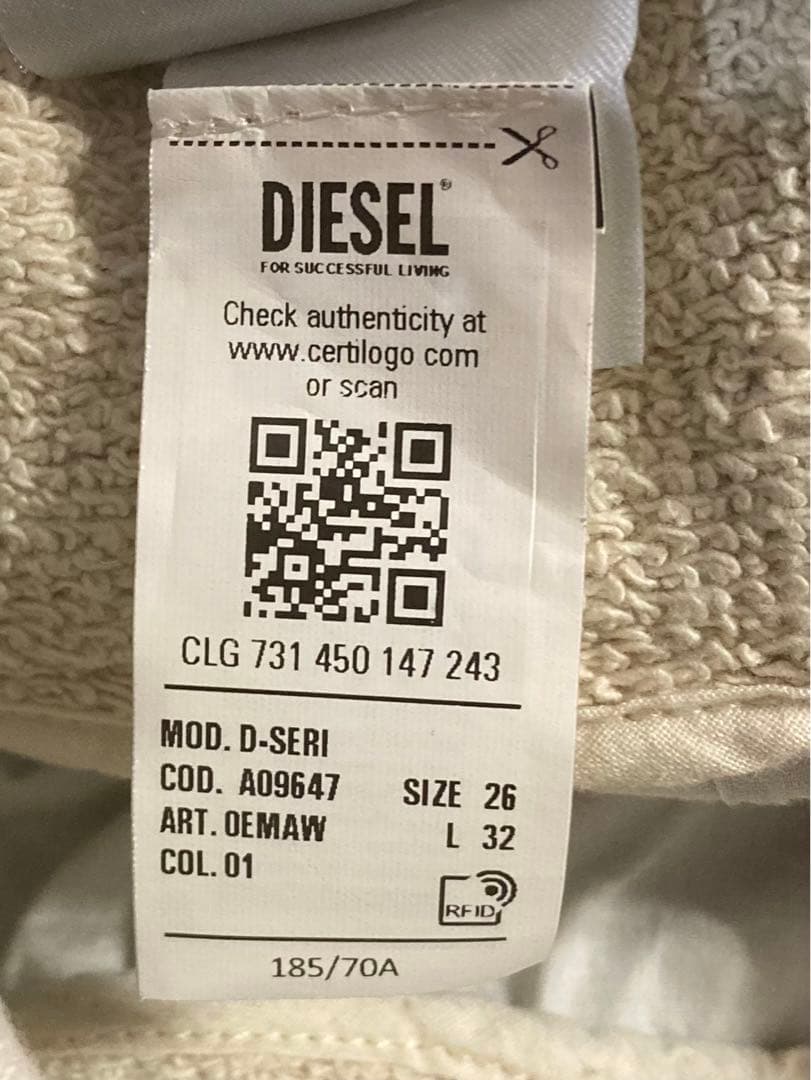 DIESEL®
FOR SUCCESSFUL LIVING
Check authenticity at
www.certilogo com
or scan
CLG 731 450 147 243
MOD. D-SERI
COD. A09647 SIZE 26
ART. 0EMAW L 32
COL. 01
RFID
185/70A